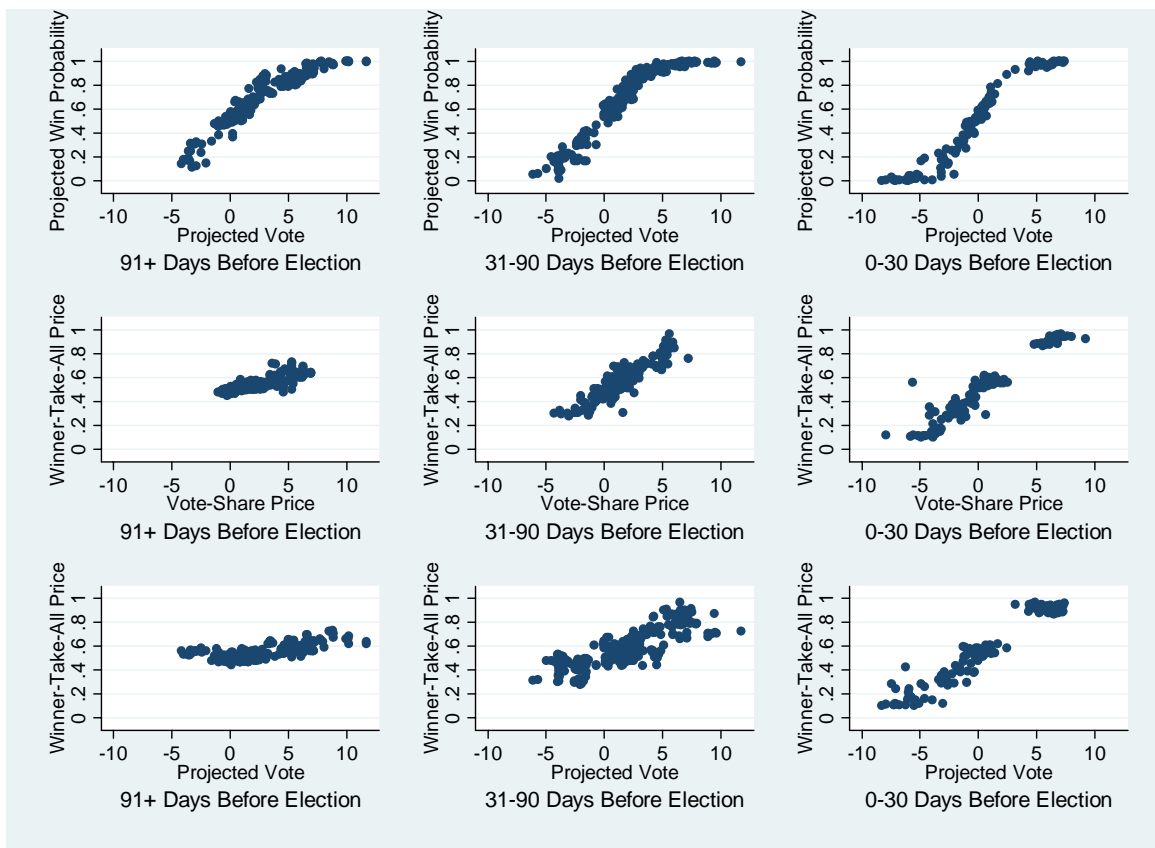 Projected Win Probability
0 .2 .4 .6 .8 1
-10 -5 0 5 10
Projected Vote
91+ Days Before Election
Projected Win Probability
0 .2 .4 .6 .8 1
-10 -5 0 5 10
Projected Vote
31-90 Days Before Election
Projected Win Probability
0 .2 .4 .6 .8 1
-10 -5 0 5 10
Projected Vote
0-30 Days Before Election
Winner-Take-All Price
0 .2 .4 .6 .8 1
-10 -5 0 5 10
Vote-Share Price
91+ Days Before Election
Winner-Take-All Price
0 .2 .4 .6 .8 1
-10 -5 0 5 10
Vote-Share Price
31-90 Days Before Election
Winner-Take-All Price
0 .2 .4 .6 .8 1
-10 -5 0 5 10
Vote-Share Price
0-30 Days Before Election
Winner-Take-All Price
0 .2 .4 .6 .8 1
-10 -5 0 5 10
Projected Vote
91+ Days Before Election
Winner-Take-All Price
0 .2 .4 .6 .8 1
-10 -5 0 5 10
Projected Vote
31-90 Days Before Election
Winner-Take-All Price
0 .2 .4 .6 .8 1
-10 -5 0 5 10
Projected Vote
0-30 Days Before Election